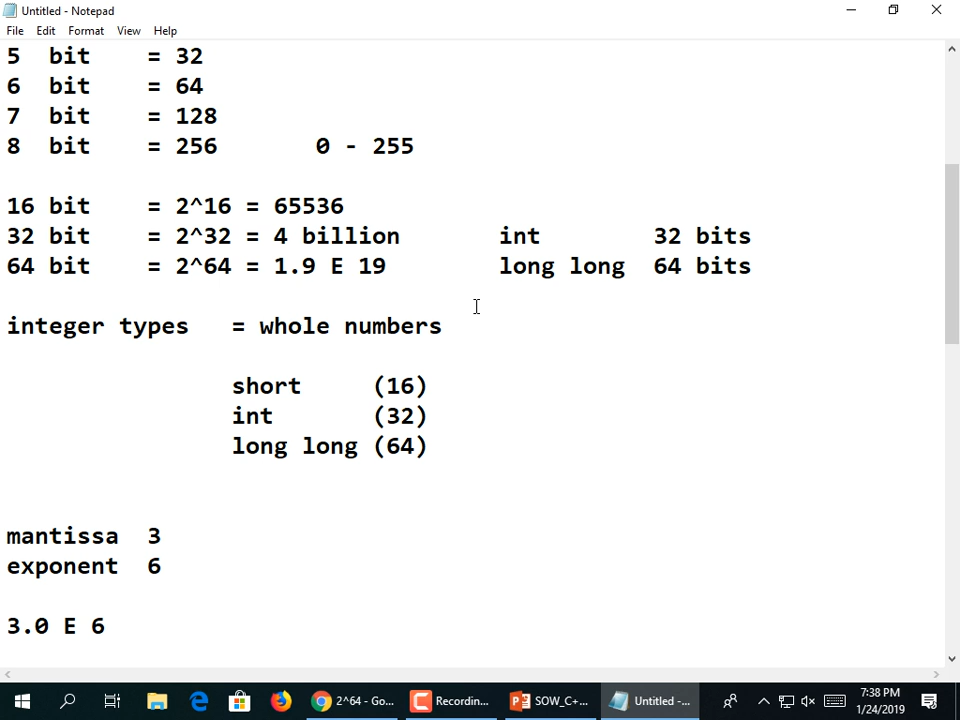 Untitled - Notepad
File Edit Format View Help
5 bit = 32
6 bit = 64
7 bit = 128
8 bit = 256 0 - 255
16 bit = 2^16 = 65536
32 bit = 2^32 = 4 billion int 32 bits
64 bit = 2^64 = 1.9 E 19 long long 64 bits
integer types = whole numbers
short (16)
int (32)
long long (64)
mantissa 3
exponent 6
3.0 E 6
2^64 - Go... Recording... SOW_C+... Untitled -... 7:38 PM
1/24/2019